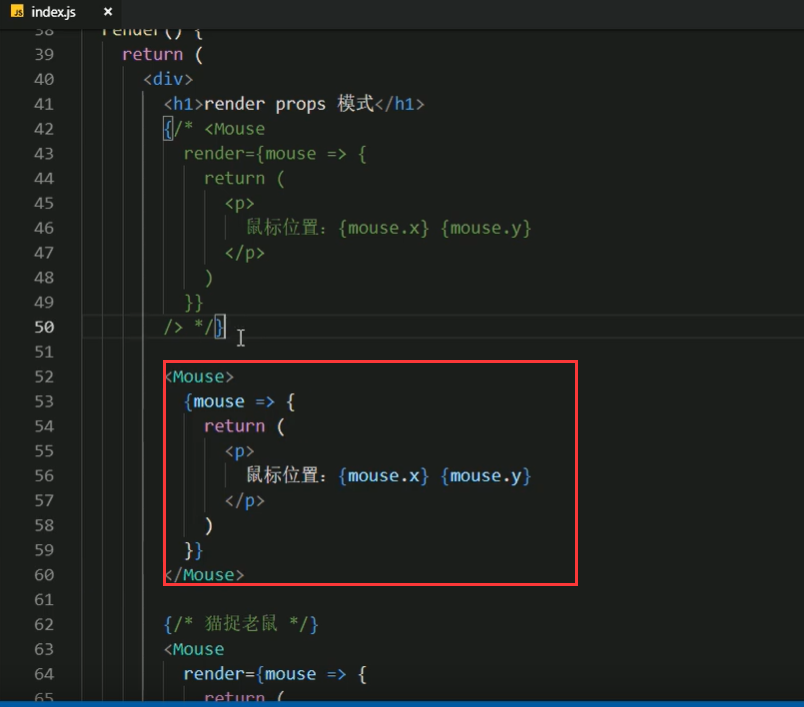 JS index.js ×
38 render() {
39 return (
40 <div>
41 <h1>render props 模式</h1>
42 {/* <Mouse
43 render={mouse => {
44 return (
45 <p>
46 鼠标位置：{mouse.x} {mouse.y}
47 </p>
48 )
49 }}
50 /> */}
51
52 <Mouse>
53 {mouse => {
54 return (
55 <p>
56 鼠标位置：{mouse.x} {mouse.y}
57 </p>
58 )
59 }}
60 </Mouse>
61
62 {/* 猫捉老鼠 */}
63 <Mouse
64 render={mouse => {
65 return (